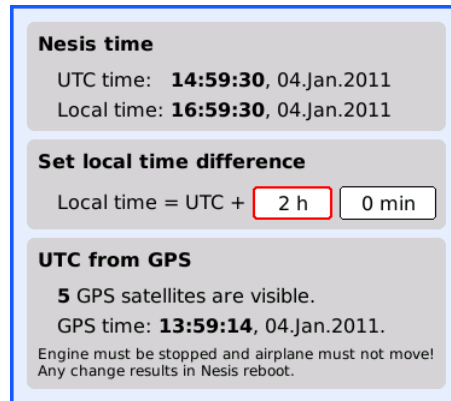 Nesis time
UTC time: 14:59:30, 04.Jan.2011
Local time: 16:59:30, 04.Jan.2011
Set local time difference
Local time = UTC + 2 h 0 min
UTC from GPS
5 GPS satellites are visible.
GPS time: 13:59:14, 04.Jan.2011.
Engine must be stopped and airplane must not move!
Any change results in Nesis reboot.